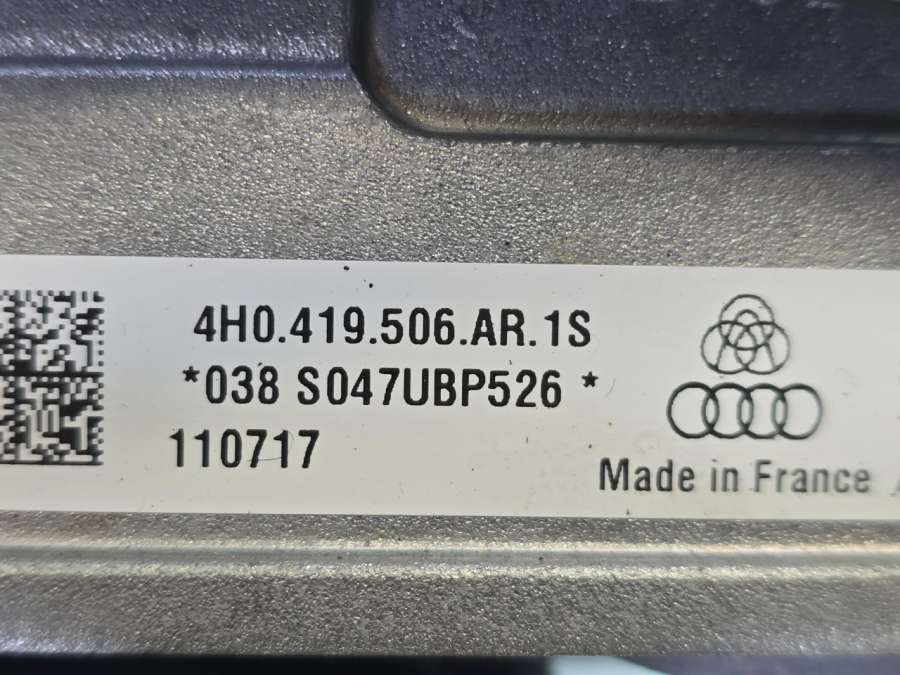 4H0.419.506.AR.1S
*038 S047UBP526 *
110717
Made in France